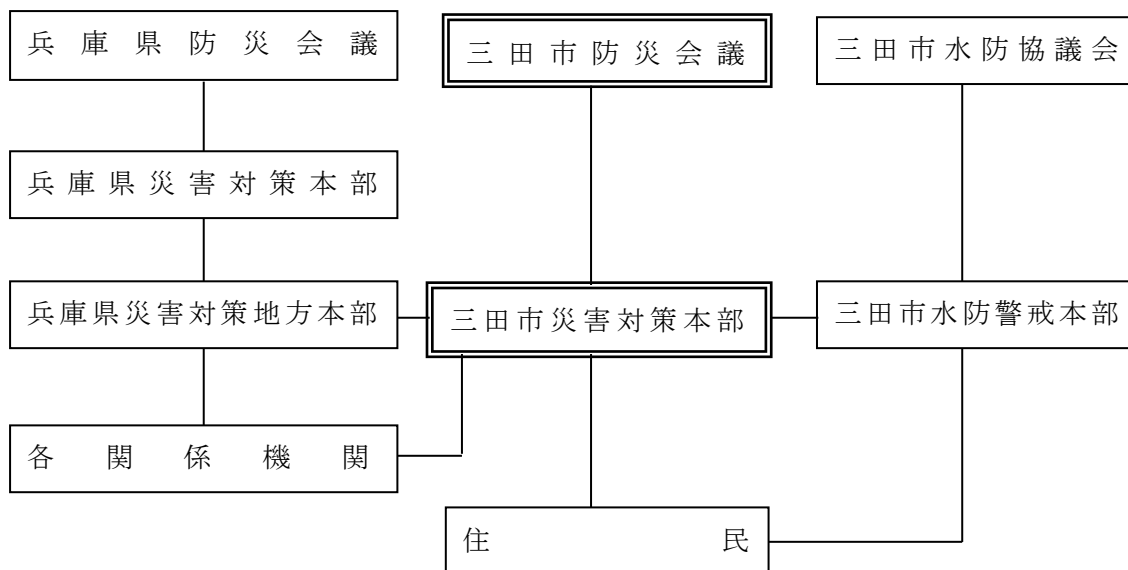 兵庫県防災会議
三田市防災会議
三田市水防協議会
兵庫県災害対策本部
兵庫県災害対策地方本部
三田市災害対策本部
三田市水防警戒本部
各関係機関
住民